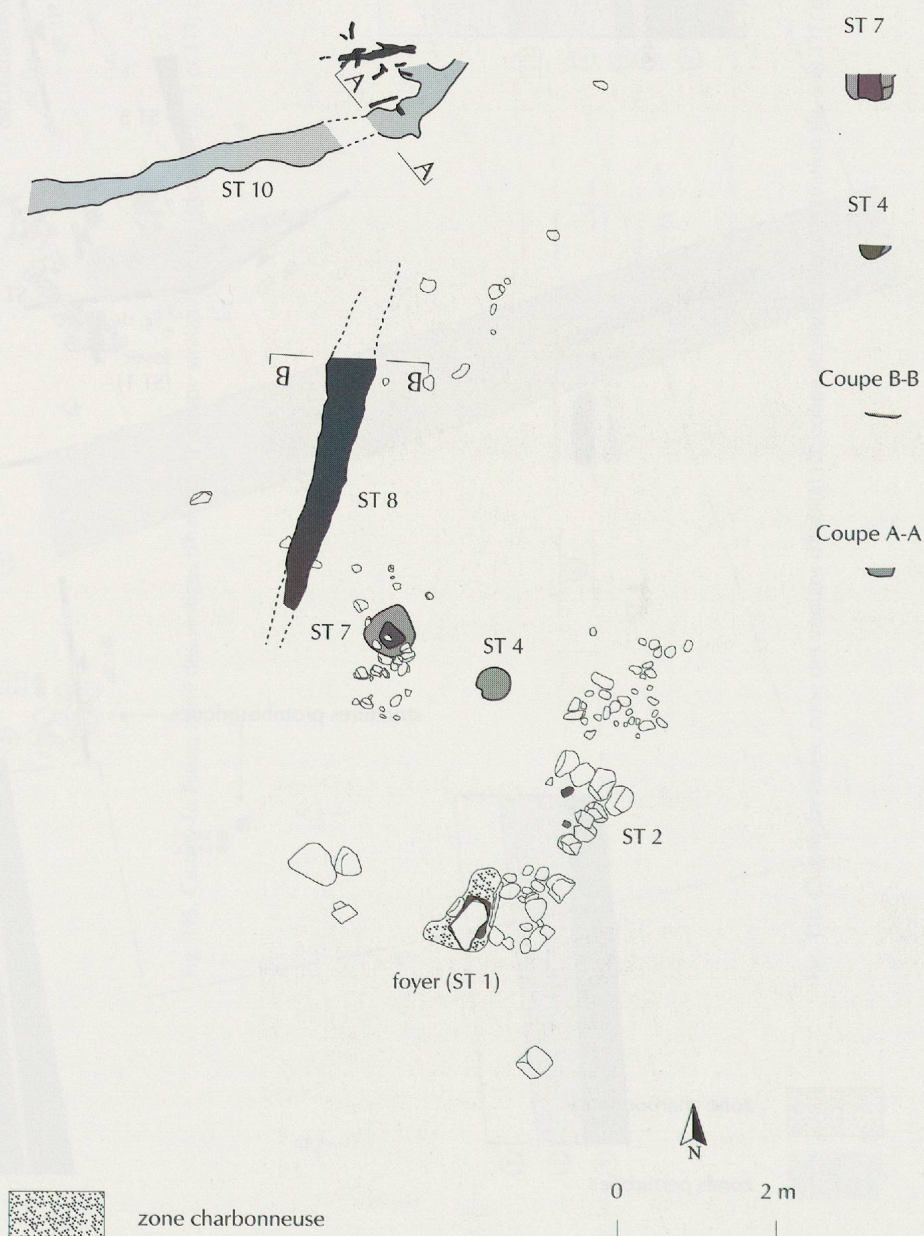 ST 7
A
ST 10
A
ST 4
B
B
Coupe B-B
ST 8
Coupe A-A
ST 7
ST 4
ST 2
foyer (ST 1)
N
0 2 m
zone charbonneuse